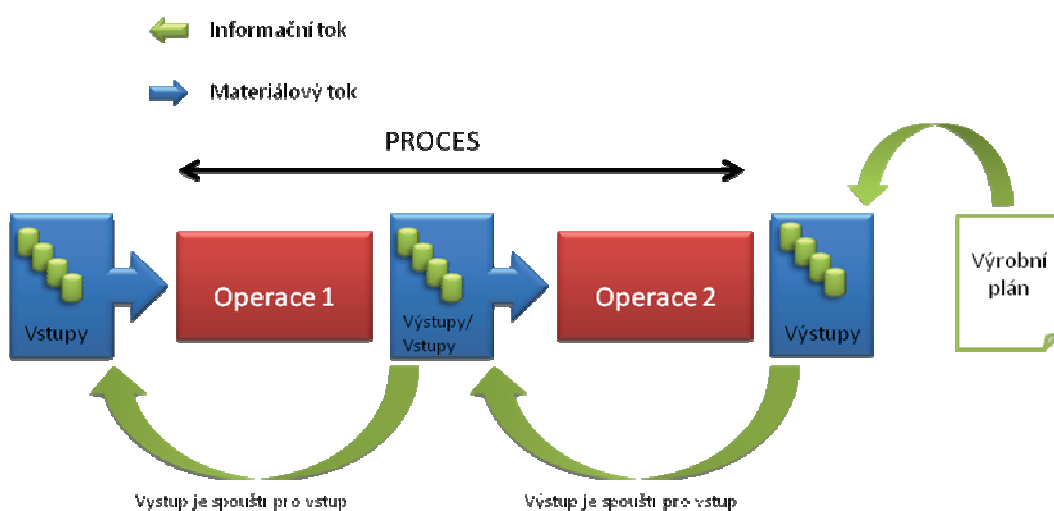 Informační tok
Materiálový tok
PROCES
Vstupy
Operace 1
Výstupy/
Vstupy
Operace 2
Výstupy
Výrobní
plán
Vystup je spouští pro vstup
Výstup je spouští pro vstup